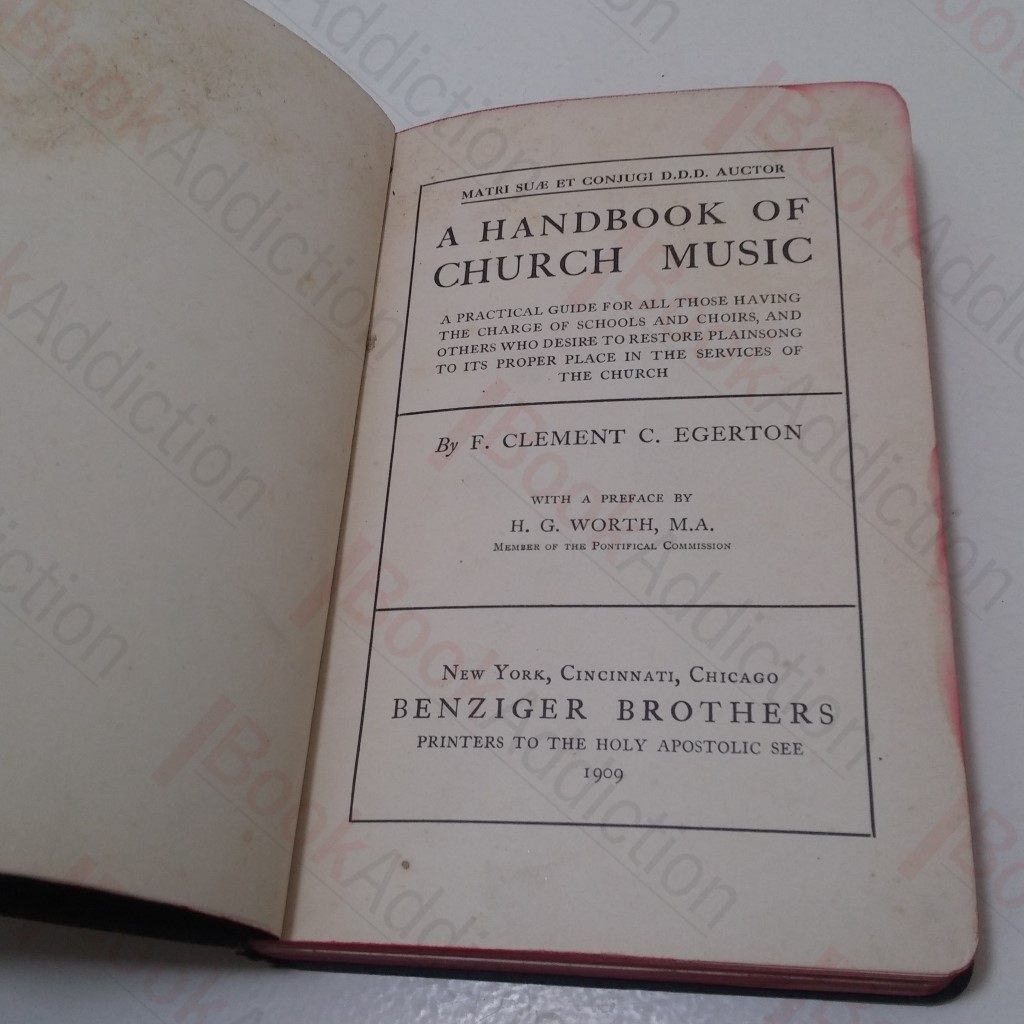 MATRI SUÆ ET CONJUGI D.D.D. AUCTOR
A HANDBOOK OF
CHURCH MUSIC
A PRACTICAL GUIDE FOR ALL THOSE HAVING
THE CHARGE OF SCHOOLS AND CHOIRS, AND
OTHERS WHO DESIRE TO RESTORE PLAINSONG
TO ITS PROPER PLACE IN THE SERVICES OF
THE CHURCH
By F. CLEMENT C. EGERTON
WITH A PREFACE BY
H. G. WORTH, M.A.
MEMBER OF THE PONTIFICAL COMMISSION
NEW YORK, CINCINNATI, CHICAGO
BENZIGER BROTHERS
PRINTERS TO THE HOLY APOSTOLIC SEE
1909
BookAddiction